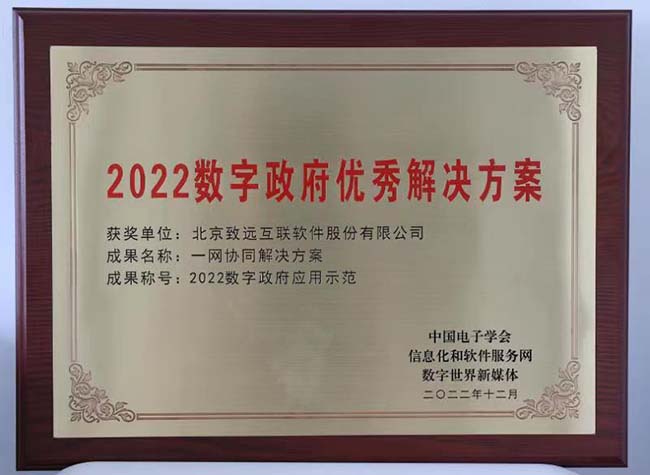 2022数字政府优秀解决方案
获奖单位：北京致远互联软件股份有限公司
成果名称：一网协同解决方案
成果称号：2022数字政府应用示范
中国电子学会
信息化和软件服务网
数字世界新媒体
二〇二二年十二月